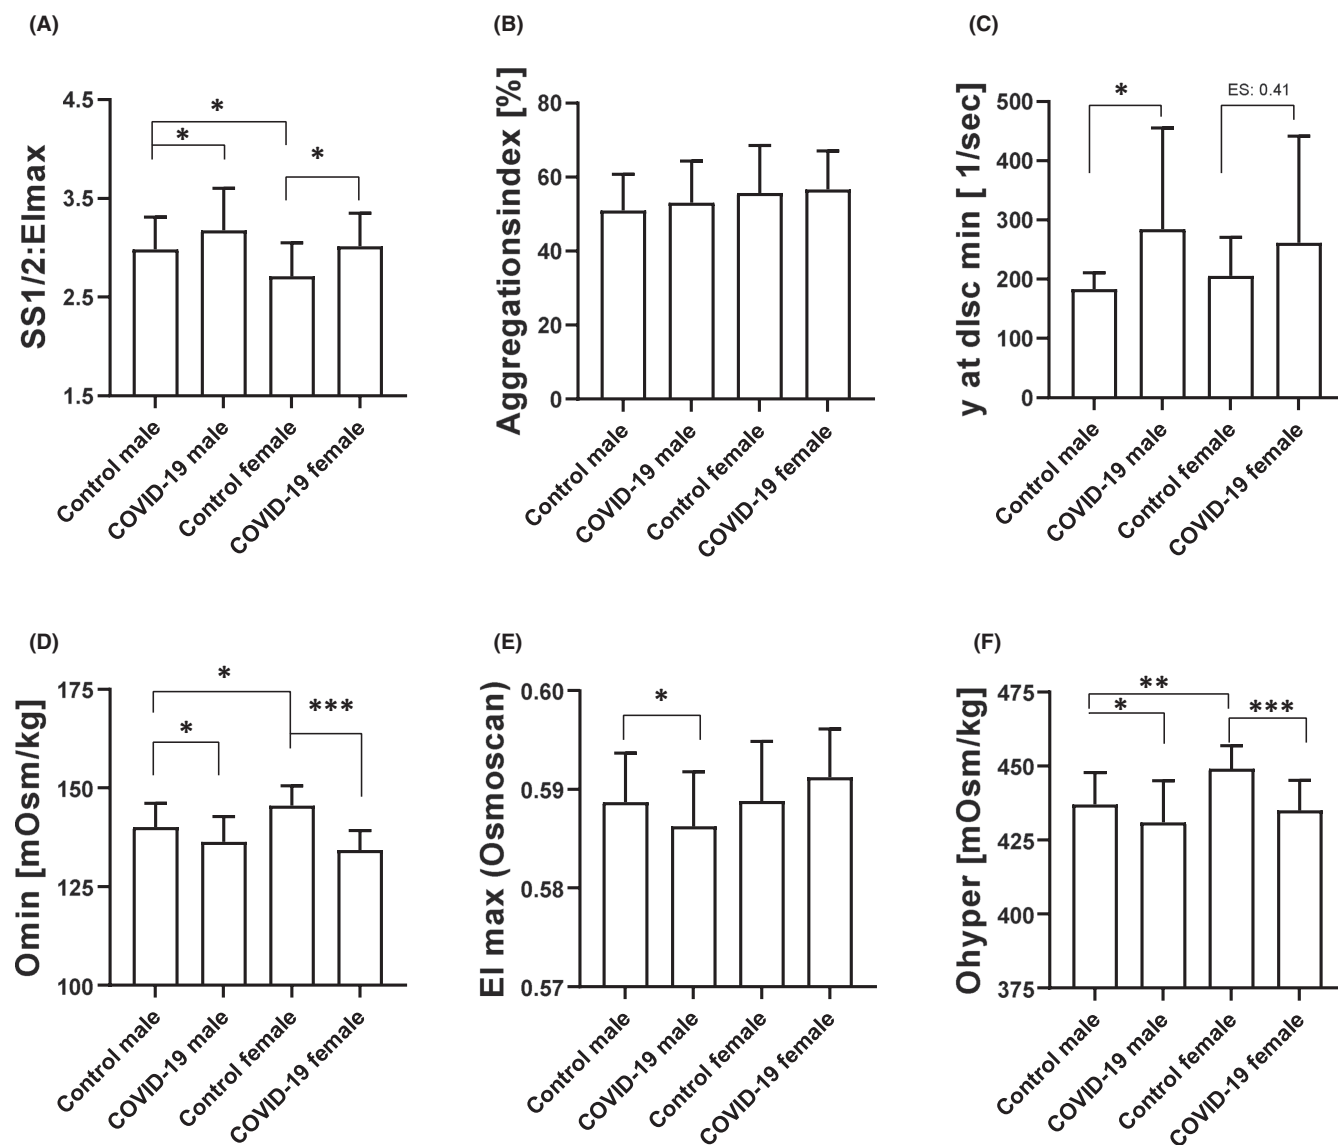 (A)
SS1/2:EImax
4.5
3.5
2.5
1.5
*
*
*
Control male
COVID-19 male
Control female
COVID-19 female
(B)
Aggregationsindex [%]
80
60
40
20
0
Control male
COVID-19 male
Control female
COVID-19 female
(C)
y at dIsc min [ 1/sec]
500
400
300
200
100
0
*
ES: 0.41
Control male
COVID-19 male
Control female
COVID-19 female
(D)
Omin [mOsm/kg]
175
150
125
100
*
*
***
Control male
COVID-19 male
Control female
COVID-19 female
(E)
EI max (Osmoscan)
0.60
0.59
0.58
0.57
*
Control male
COVID-19 male
Control female
COVID-19 female
(F)
Ohyper [mOsm/kg]
475
450
425
400
375
**
*
***
Control male
COVID-19 male
Control female
COVID-19 female